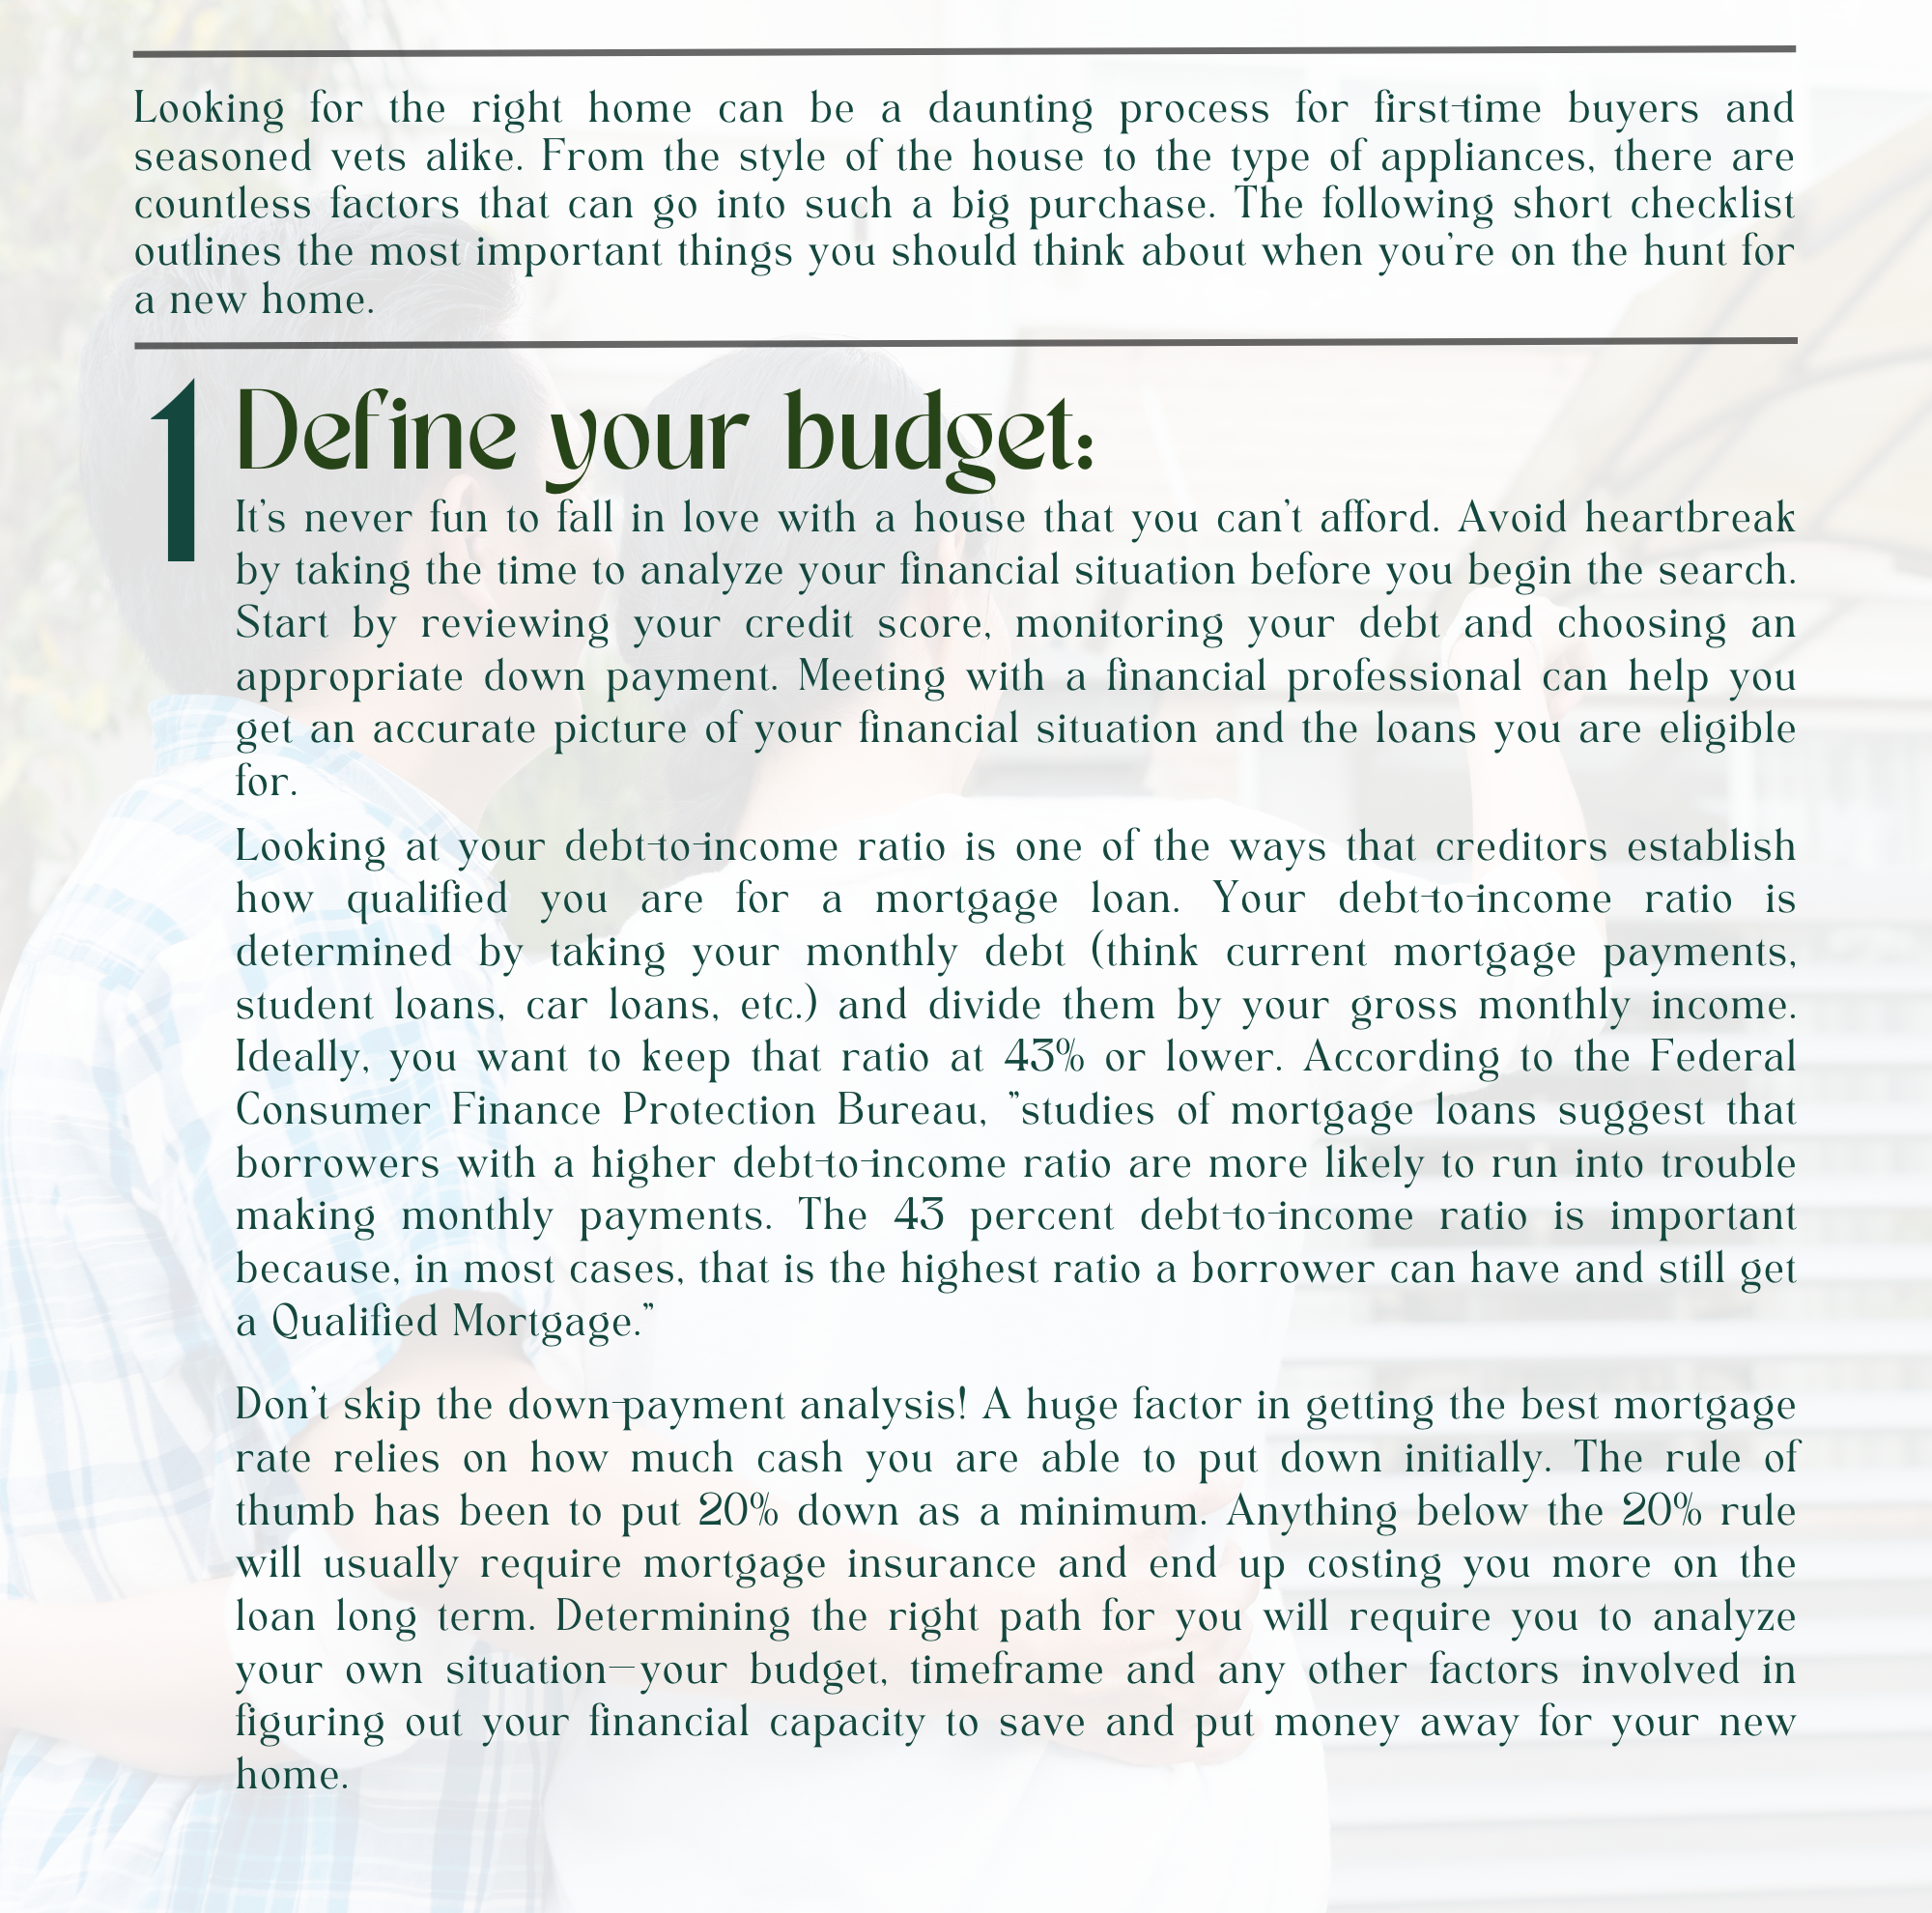 Looking for the right home can be a daunting process for first-time buyers and
seasoned vets alike. From the style of the house to the type of appliances, there are
countless factors that can go into such a big purchase. The following short checklist
outlines the most important things you should think about when you're on the hunt for
a new home.
1 Define your budget:
It's never fun to fall in love with a house that you can't afford. Avoid heartbreak
by taking the time to analyze your financial situation before you begin the search.
Start by reviewing your credit score, monitoring your debt and choosing an
appropriate down payment. Meeting with a financial professional can help you
get an accurate picture of your financial situation and the loans you are eligible
for.
Looking at your debt-to-income ratio is one of the ways that creditors establish
how qualified you are for a mortgage loan. Your debt-to-income ratio is
determined by taking your monthly debt (think current mortgage payments,
student loans, car loans, etc.) and divide them by your gross monthly income.
Ideally, you want to keep that ratio at 43% or lower. According to the Federal
Consumer Finance Protection Bureau, "studies of mortgage loans suggest that
borrowers with a higher debt-to-income ratio are more likely to run into trouble
making monthly payments. The 43 percent debt-to-income ratio is important
because, in most cases, that is the highest ratio a borrower can have and still get
a Qualified Mortgage."
Don't skip the down-payment analysis! A huge factor in getting the best mortgage
rate relies on how much cash you are able to put down initially. The rule of
thumb has been to put 20% down as a minimum. Anything below the 20% rule
will usually require mortgage insurance and end up costing you more on the
loan long term. Determining the right path for you will require you to analyze
your own situation—your budget, timeframe and any other factors involved in
figuring out your financial capacity to save and put money away for your new
home.